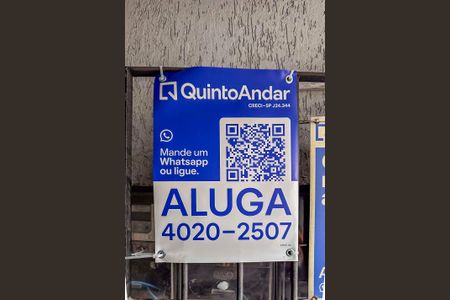 QuintoAndar
CRECI-SP J24.344
Mande um
Whatsapp
ou ligue.
ALUGA
4020-2507